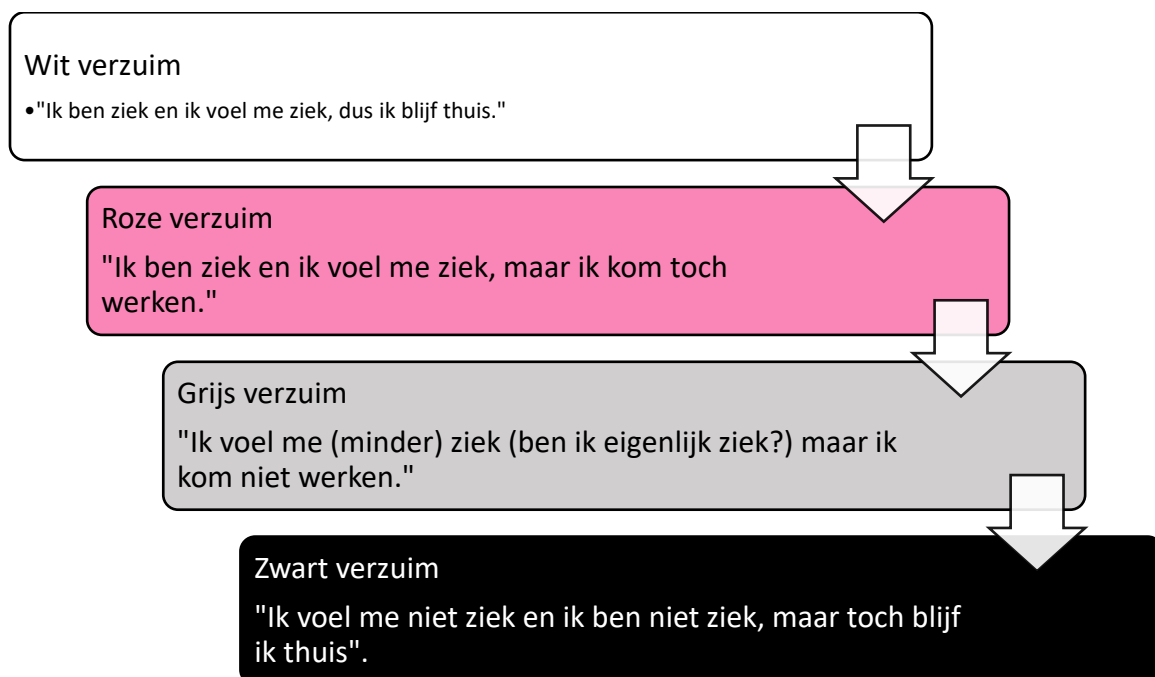 Wit verzuim
•"Ik ben ziek en ik voel me ziek, dus ik blijf thuis."
Roze verzuim
"Ik ben ziek en ik voel me ziek, maar ik kom toch
werken."
Grijs verzuim
"Ik voel me (minder) ziek (ben ik eigenlijk ziek?) maar ik
kom niet werken."
Zwart verzuim
"Ik voel me niet ziek en ik ben niet ziek, maar toch blijf
ik thuis".